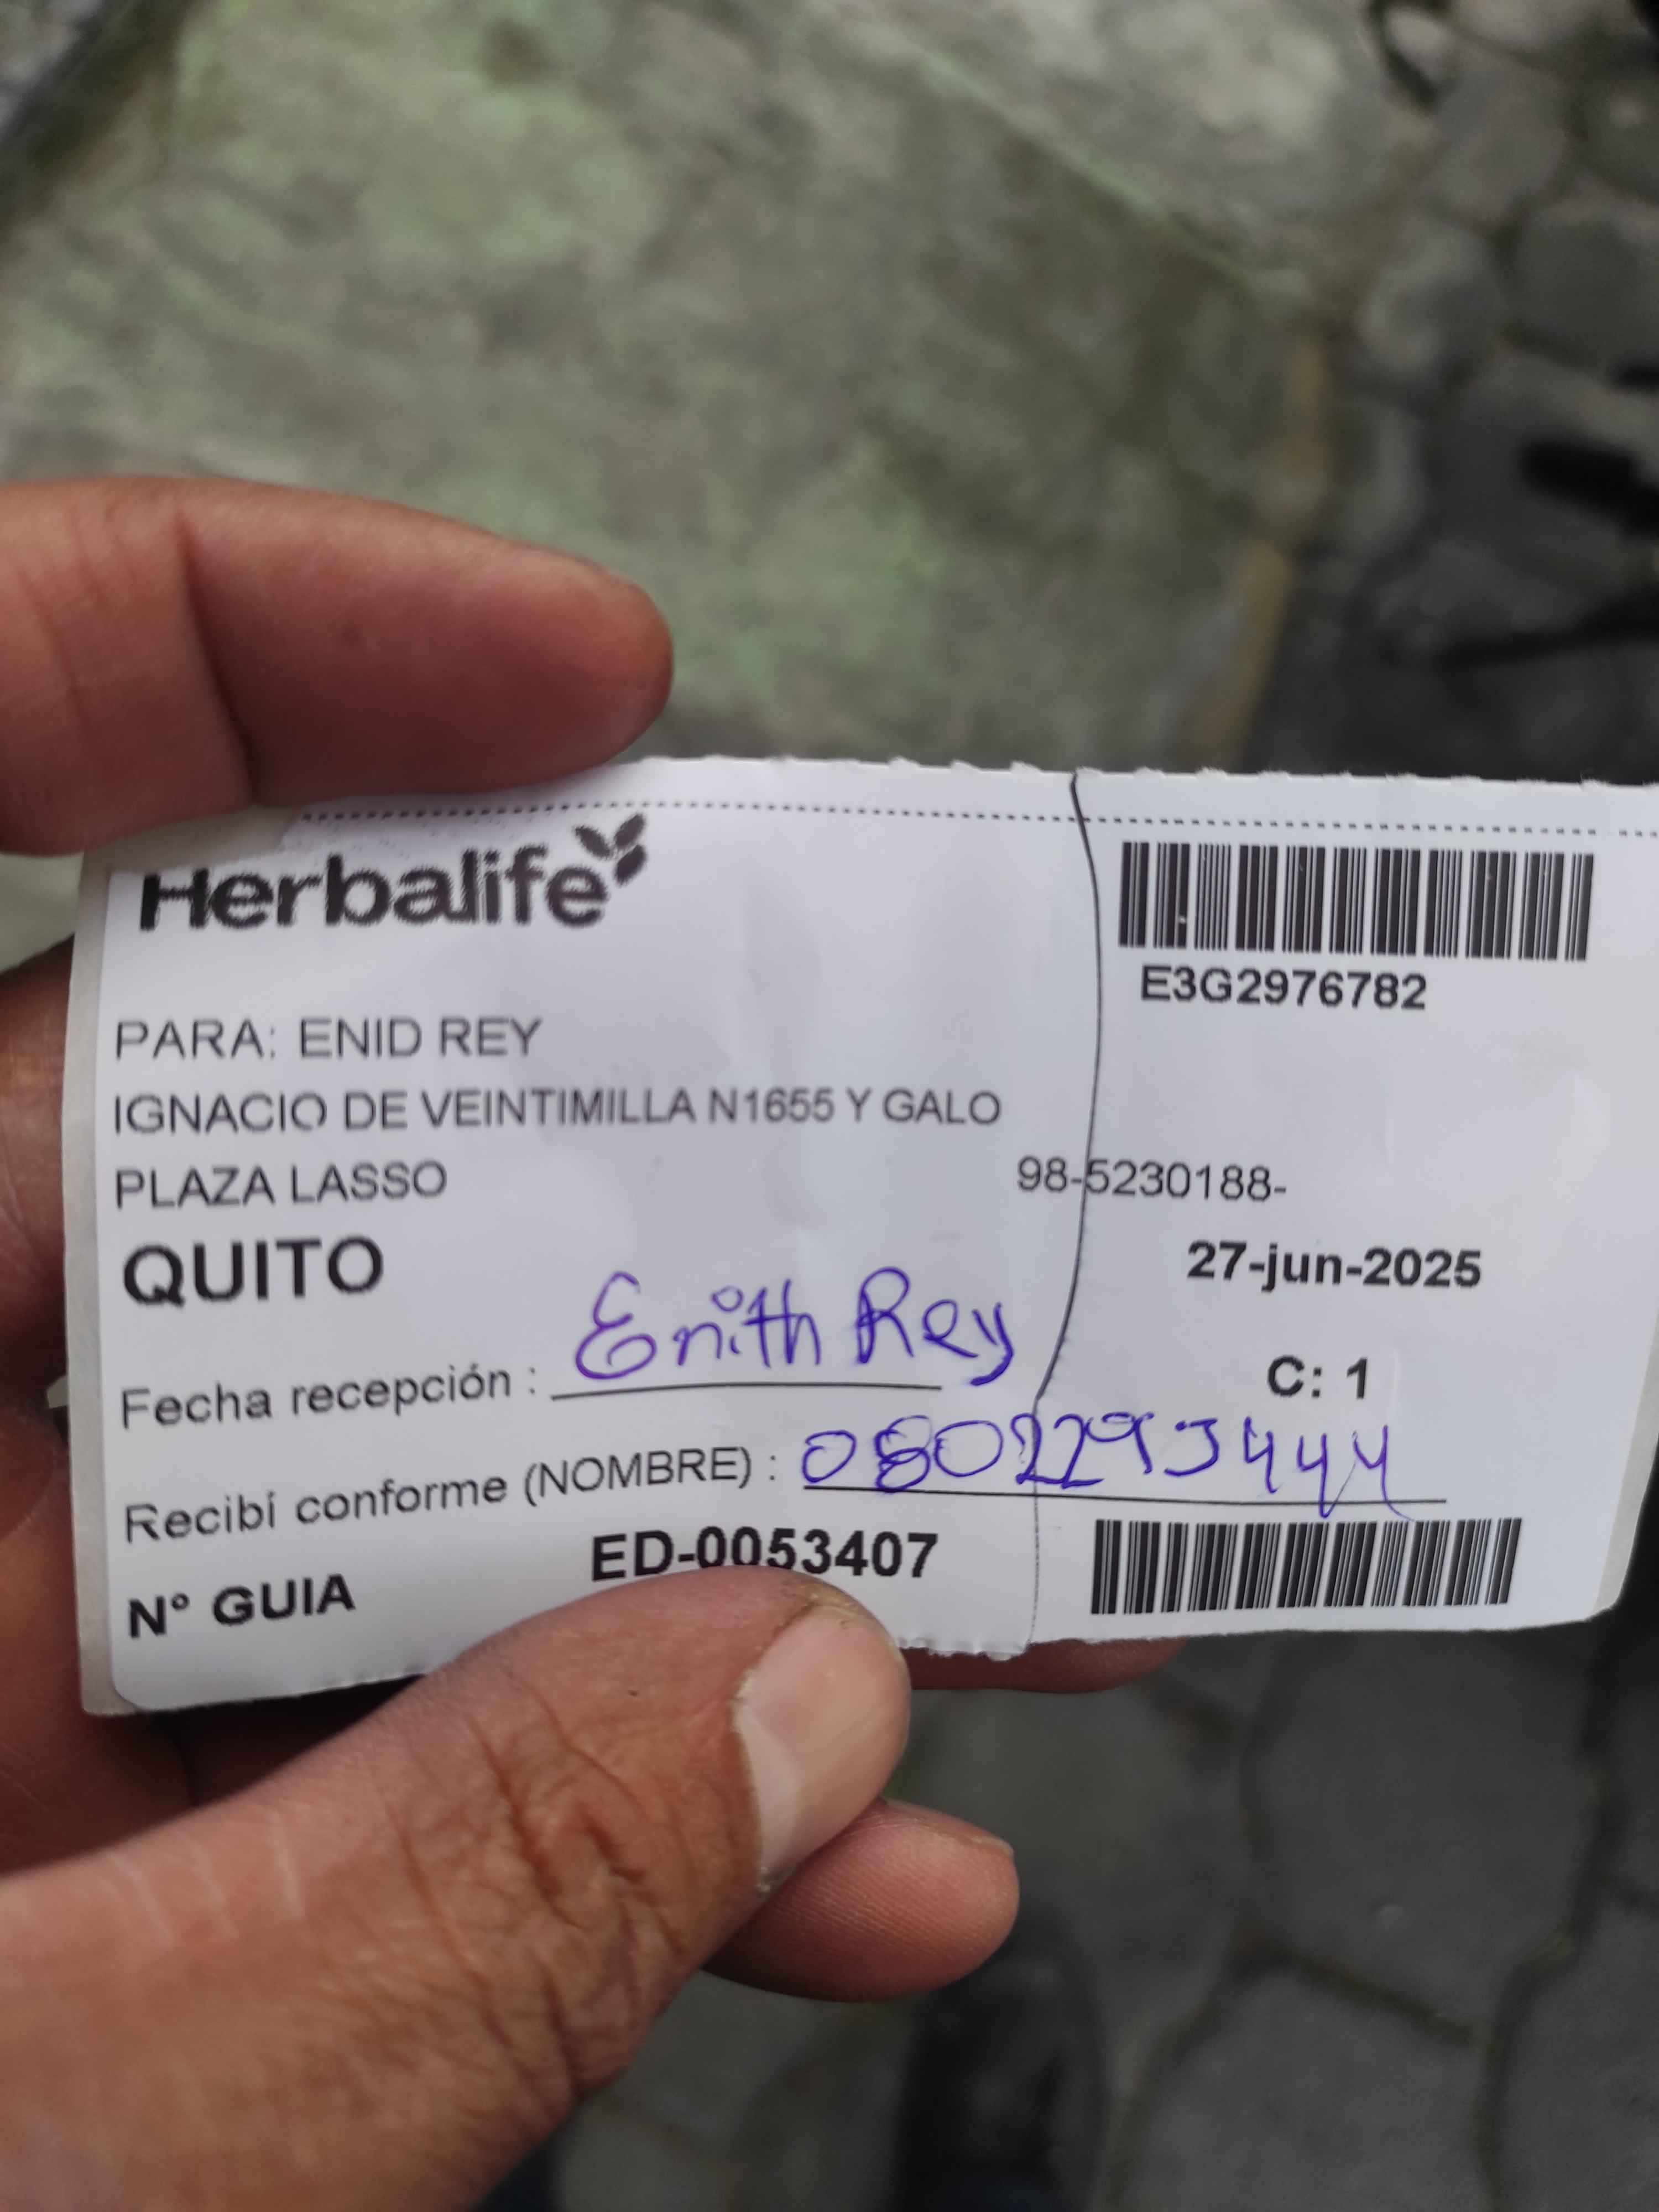 Herbalife
E3G2976782
PARA: ENID REY
IGNACIO DE VEINTIMILLA N1655 Y GALO
PLAZA LASSO
98-5230188-
QUITO
27-jun-2025
Fecha recepción : Enith Rey
C: 1
Recibí conforme (NOMBRE) : 0802293444
N° GUIA ED-0053407